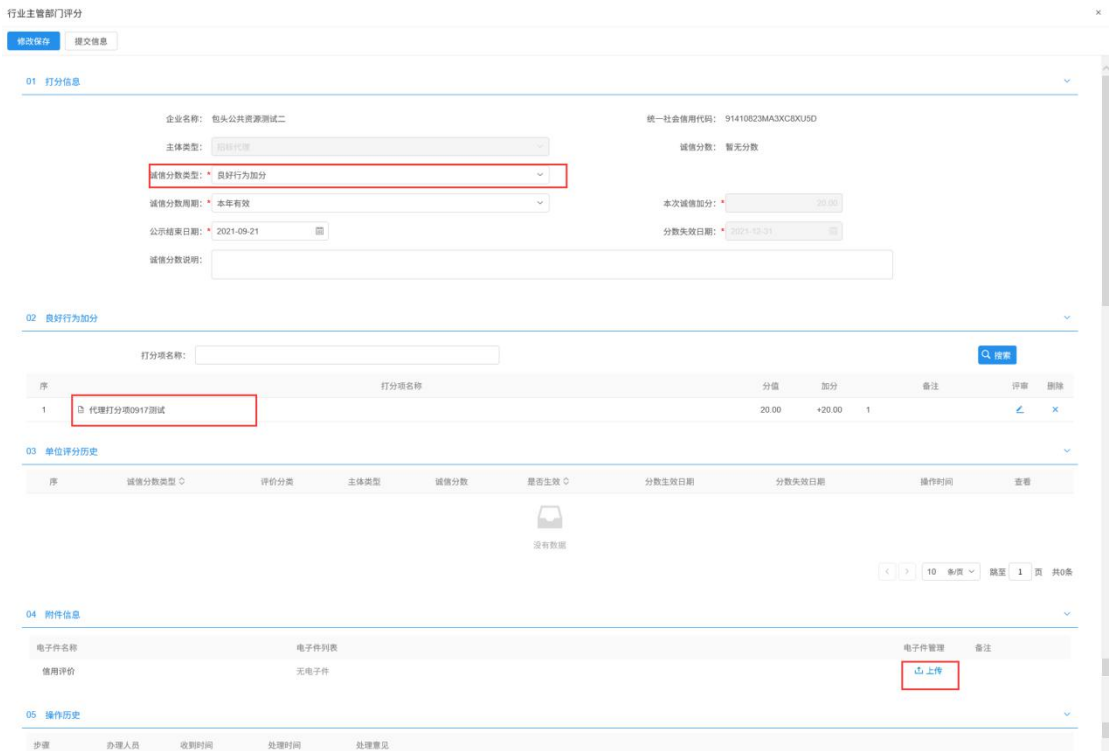 行业主管部门评分 ×
修改保存 提交信息
01 打分信息
企业名称： 包头公共资源测试二 统一社会信用代码： 91410823MA3XC8XU5D
主体类型： 招标代理 诚信分数： 暂无分数
诚信分数类型：* 良好行为加分
诚信分数周期：* 本年有效 本次诚信加分：* 20.00
公示结束日期：* 2021-09-21 分数失效日期：* 2021-12-31
诚信分数说明：
02 良好行为加分
打分项名称： 搜索
序 打分项名称 分值 加分 备注 评审 删除
1 代理打分项0917测试 20.00 +20.00 1 ×
03 单位评分历史
序 诚信分数类型 评价分类 主体类型 诚信分数 是否生效 分数生效日期 分数失效日期 操作时间 查看
没有数据
< > 10 条/页 跳至 1 页 共0条
04 附件信息
电子件名称 电子件列表 电子件管理 备注
信用评价 无电子件 上传
05 操作历史
步骤 办理人员 收到时间 处理时间 处理意见